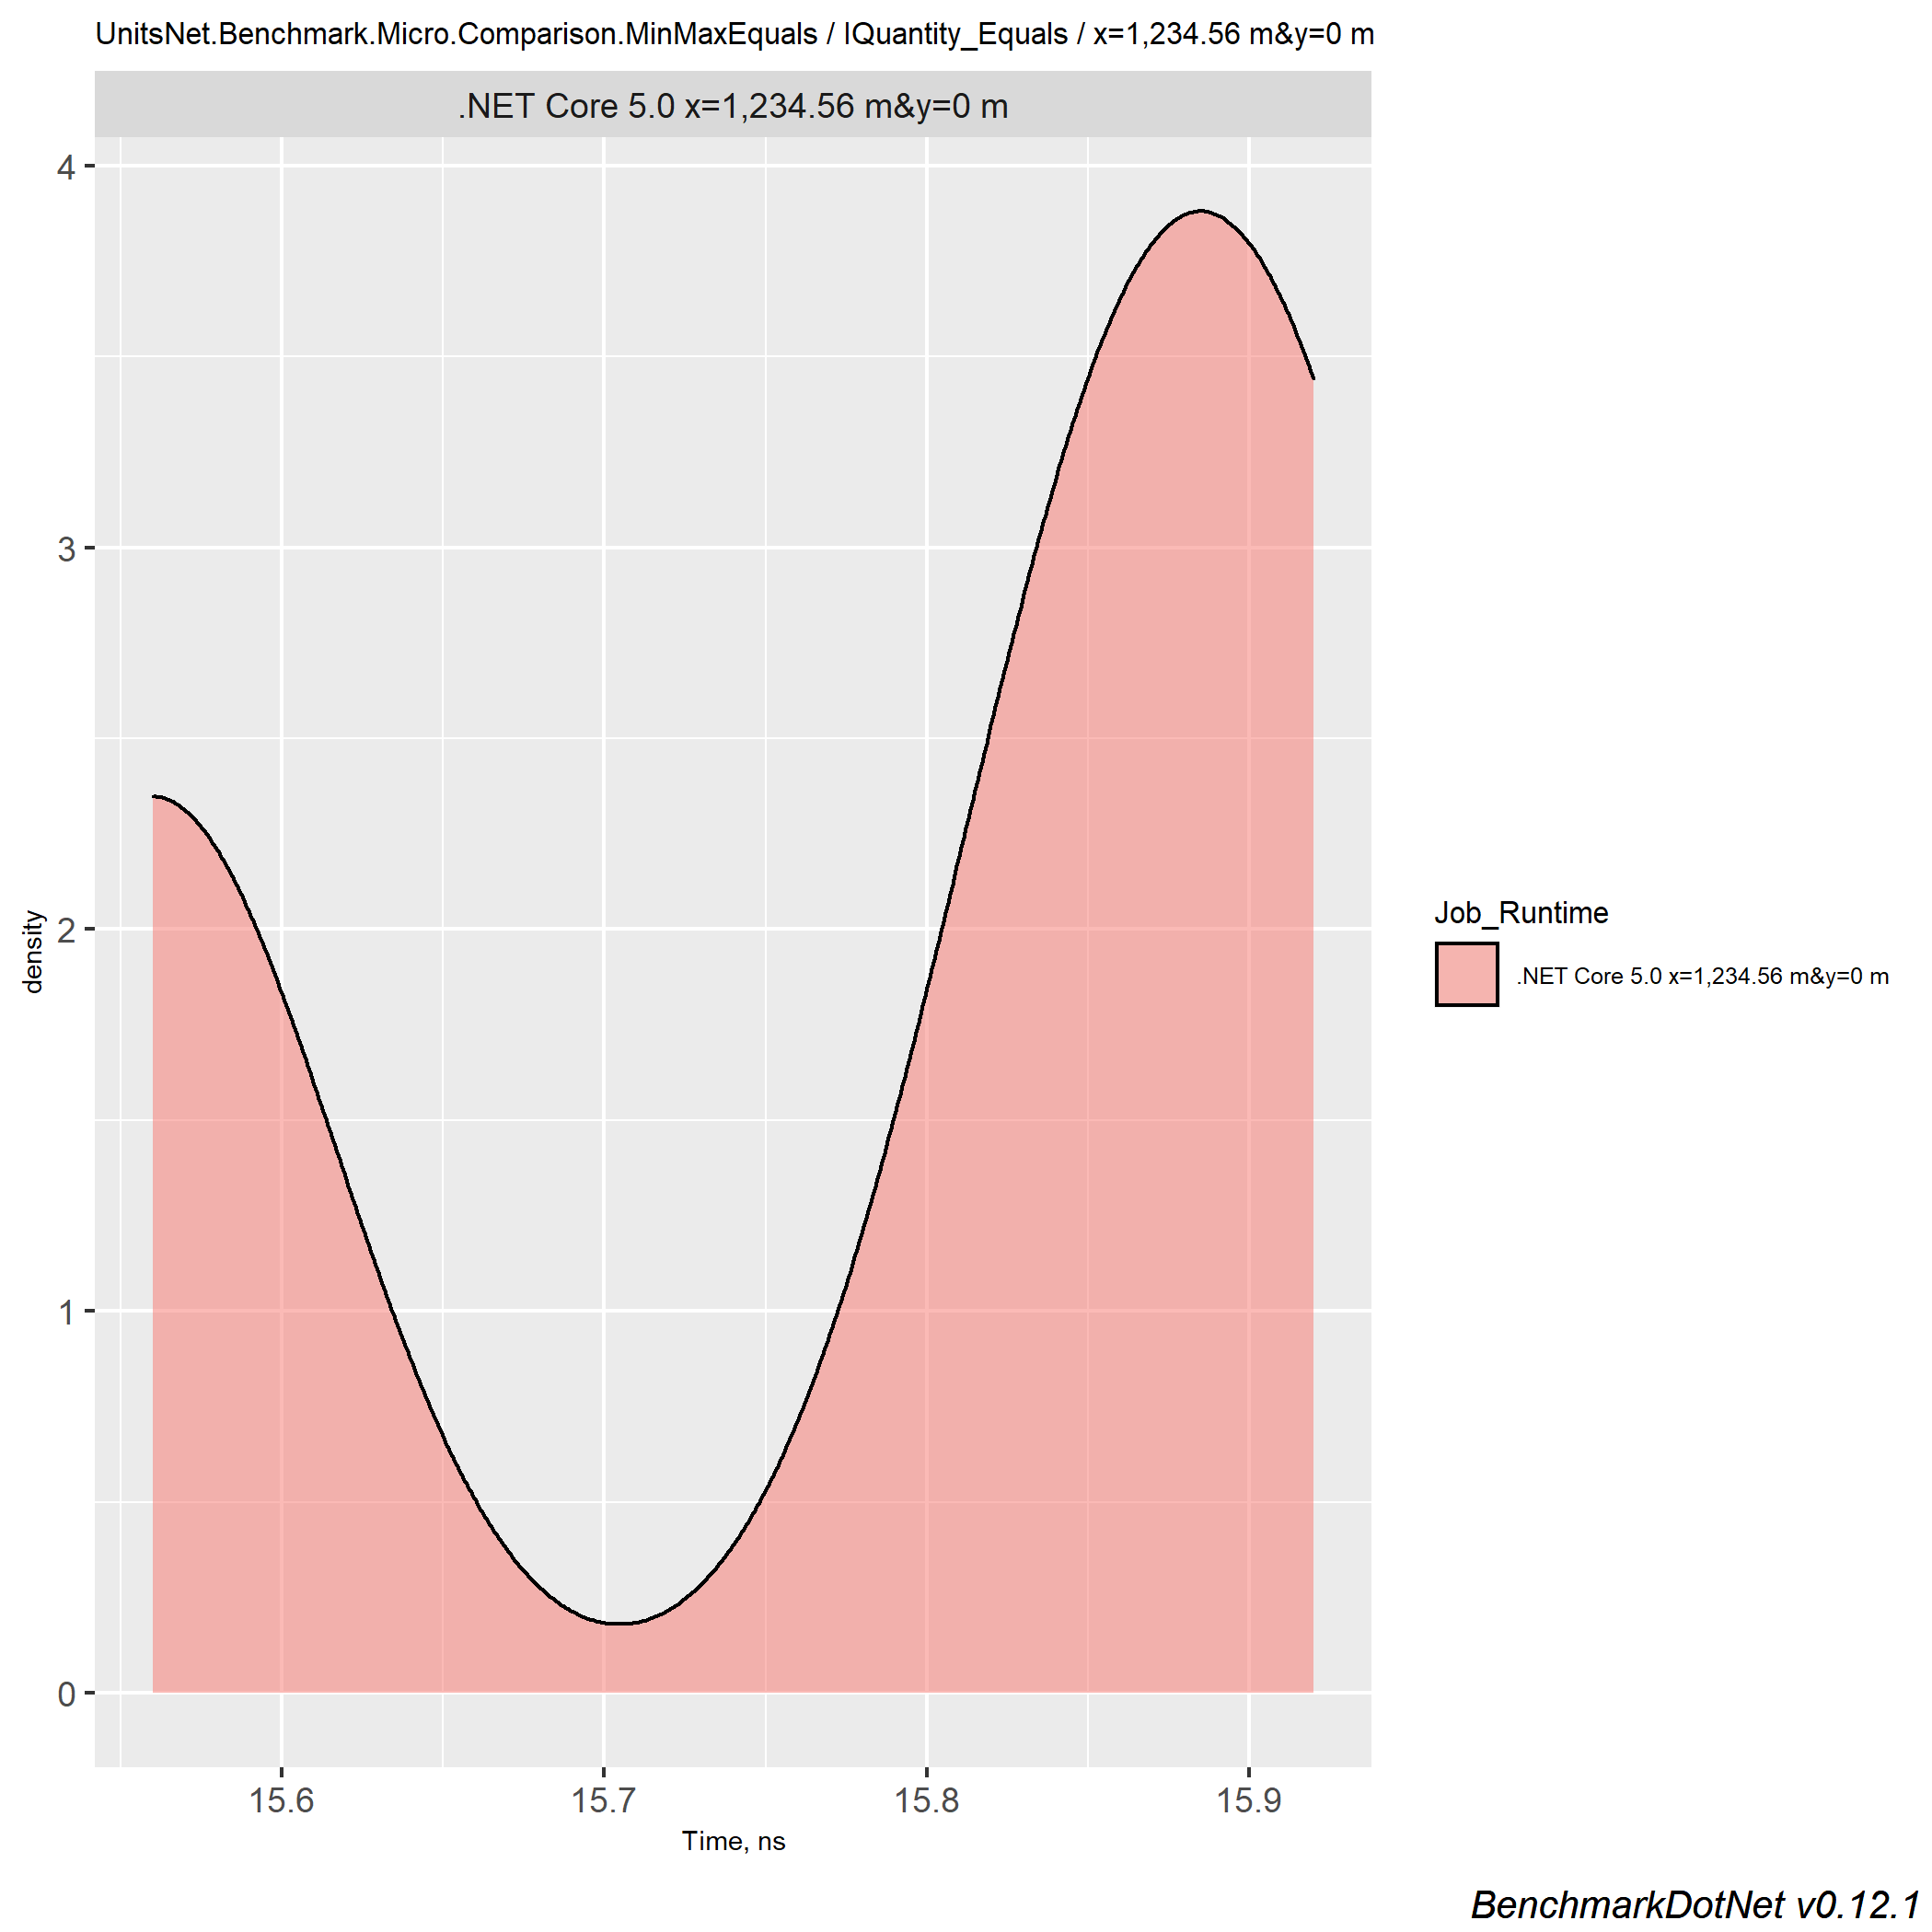 UnitsNet.Benchmark.Micro.Comparison.MinMaxEquals / IQuantity_Equals / x=1,234.56 m&y=0 m
.NET Core 5.0 x=1,234.56 m&y=0 m
4
3
2
1
0
density
15.6 15.7 15.8 15.9
Time, ns
Job_Runtime
.NET Core 5.0 x=1,234.56 m&y=0 m
BenchmarkDotNet v0.12.1